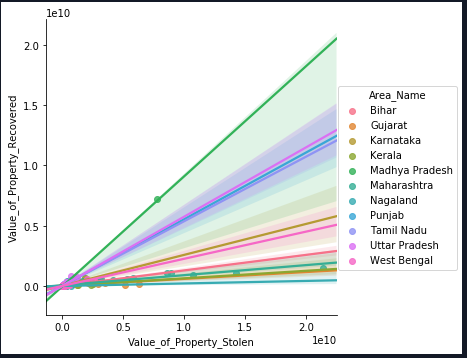 1e10
2.0
1.5
1.0
0.5
0.0
Value_of_Property_Recovered
0.0
0.5
1.0
1.5
2.0
1e10
Value_of_Property_Stolen
Area_Name
Bihar
Gujarat
Karnataka
Kerala
Madhya Pradesh
Maharashtra
Nagaland
Punjab
Tamil Nadu
Uttar Pradesh
West Bengal